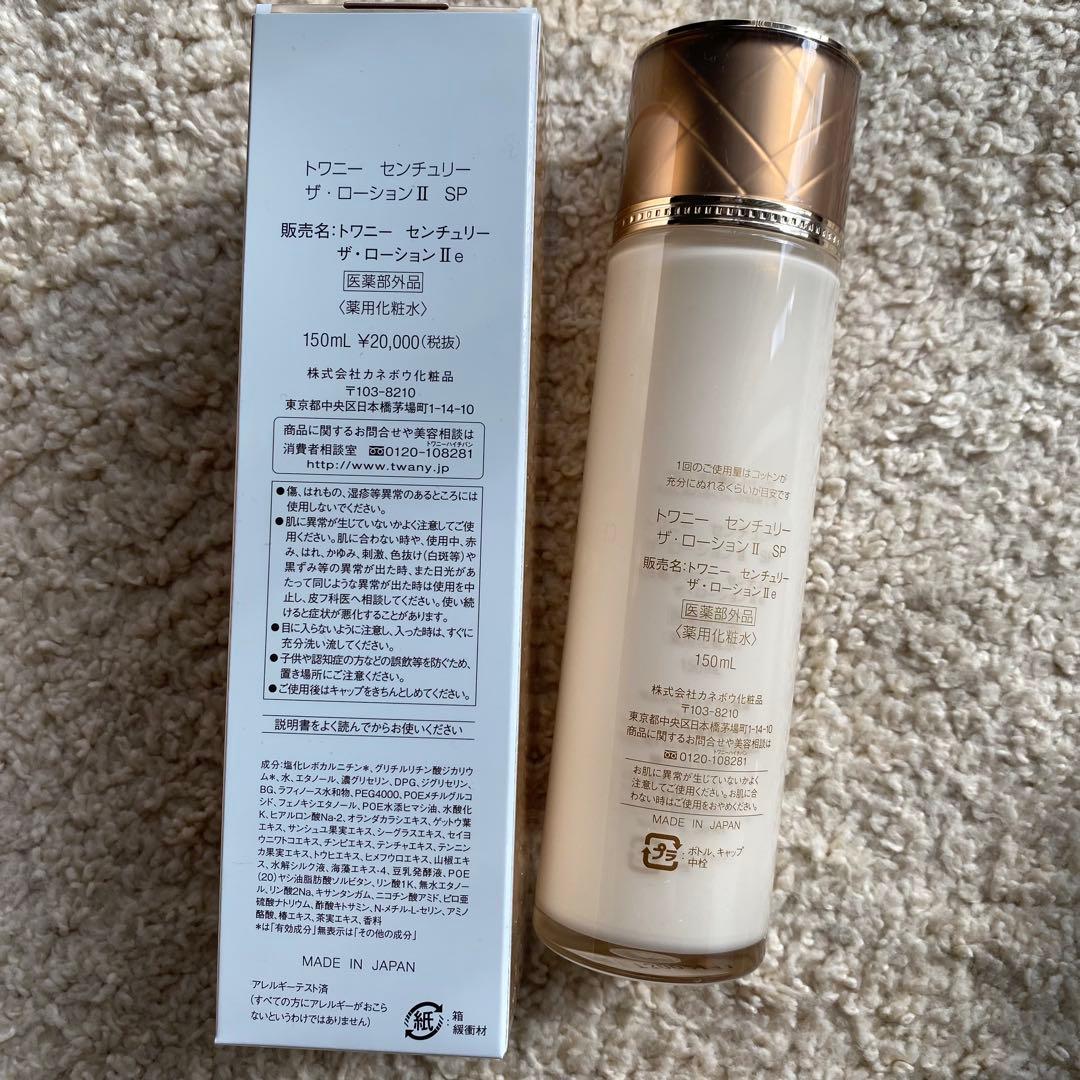 トワニー センチュリー
ザ・ローションⅡ SP
販売名:トワニー センチュリー
ザ・ローションⅡe
医薬部外品
〈薬用化粧水〉
150mL ¥20,000(税抜)
株式会社カネボウ化粧品
〒103-8210
東京都中央区日本橋茅場町1-14-10
商品に関するお問合せや美容相談は
トワニーハイチバン
消費者相談室 0120-108281
http://www.twany.jp
●傷、はれもの、湿疹等異常のあるところには
使用しないでください。
●肌に異常が生じていないかよく注意してご使
用ください。肌に合わない時や、使用中、赤
み、はれ、かゆみ、刺激、色抜け(白斑等)や
黒ずみ等の異常が出た時、また日光があ
たって同じような異常が出た時は使用を中
止し、皮フ科医へ相談してください。使い続
けると症状が悪化することがあります。
●目に入らないように注意し、入った時は、すぐに
充分洗い流してください。
●子供や認知症の方などの誤飲等を防ぐため、
置き場所にご注意ください。
●ご使用後はキャップをきちんとしめてください。
説明書をよく読んでからお使いください
成分:塩化レボカルニチン*、グリチルリチン酸ジカリウ
ム*、水、エタノール、濃グリセリン、DPG、ジグリセリン、
BG、ラフィノース水和物、PEG4000、POEメチルグルコ
シド、フェノキシエタノール、POE水添ヒマシ油、水酸化
K、ヒアルロン酸Na-2、オランダカラシエキス、ゲットウ葉
エキス、サンシュユ果実エキス、シーグラスエキス、セイヨ
ウニワトコエキス、チンピエキス、テンチャエキス、テンニン
カ果実エキス、トウヒエキス、ヒメフウロエキス、山椒エキ
ス、水解シルク液、海藻エキス-4、豆乳発酵液、POE
(20)ヤシ油脂肪酸ソルビタン、リン酸1K、無水エタノー
ル、リン酸2Na、キサンタンガム、ニコチン酸アミド、ピロ亜
硫酸ナトリウム、酢酸キトサミン、N-メチル-L-セリン、アミノ
酪酸、椿エキス、茶実エキス、香料
*は「有効成分」無表示は「その他の成分」
MADE IN JAPAN
アレルギーテスト済
(すべての方にアレルギーがおこら
ないというわけではありません)
紙
:箱
緩衝材
1回のご使用量はコットンが
充分にぬれるくらいが目安です
トワニー センチュリー
ザ・ローションⅡ SP
販売名:トワニー センチュリー
ザ・ローションⅡe
医薬部外品
〈薬用化粧水〉
150mL
株式会社カネボウ化粧品
〒103-8210
東京都中央区日本橋茅場町1-14-10
商品に関するお問合せや美容相談は
トワニーハイチバン
0120-108281
お肌に異常が生じていないかよく
注意してご使用ください。お肌に合
わない時はご使用をおやめください。
MADE IN JAPAN
プラ
:ボトル、キャップ
中栓